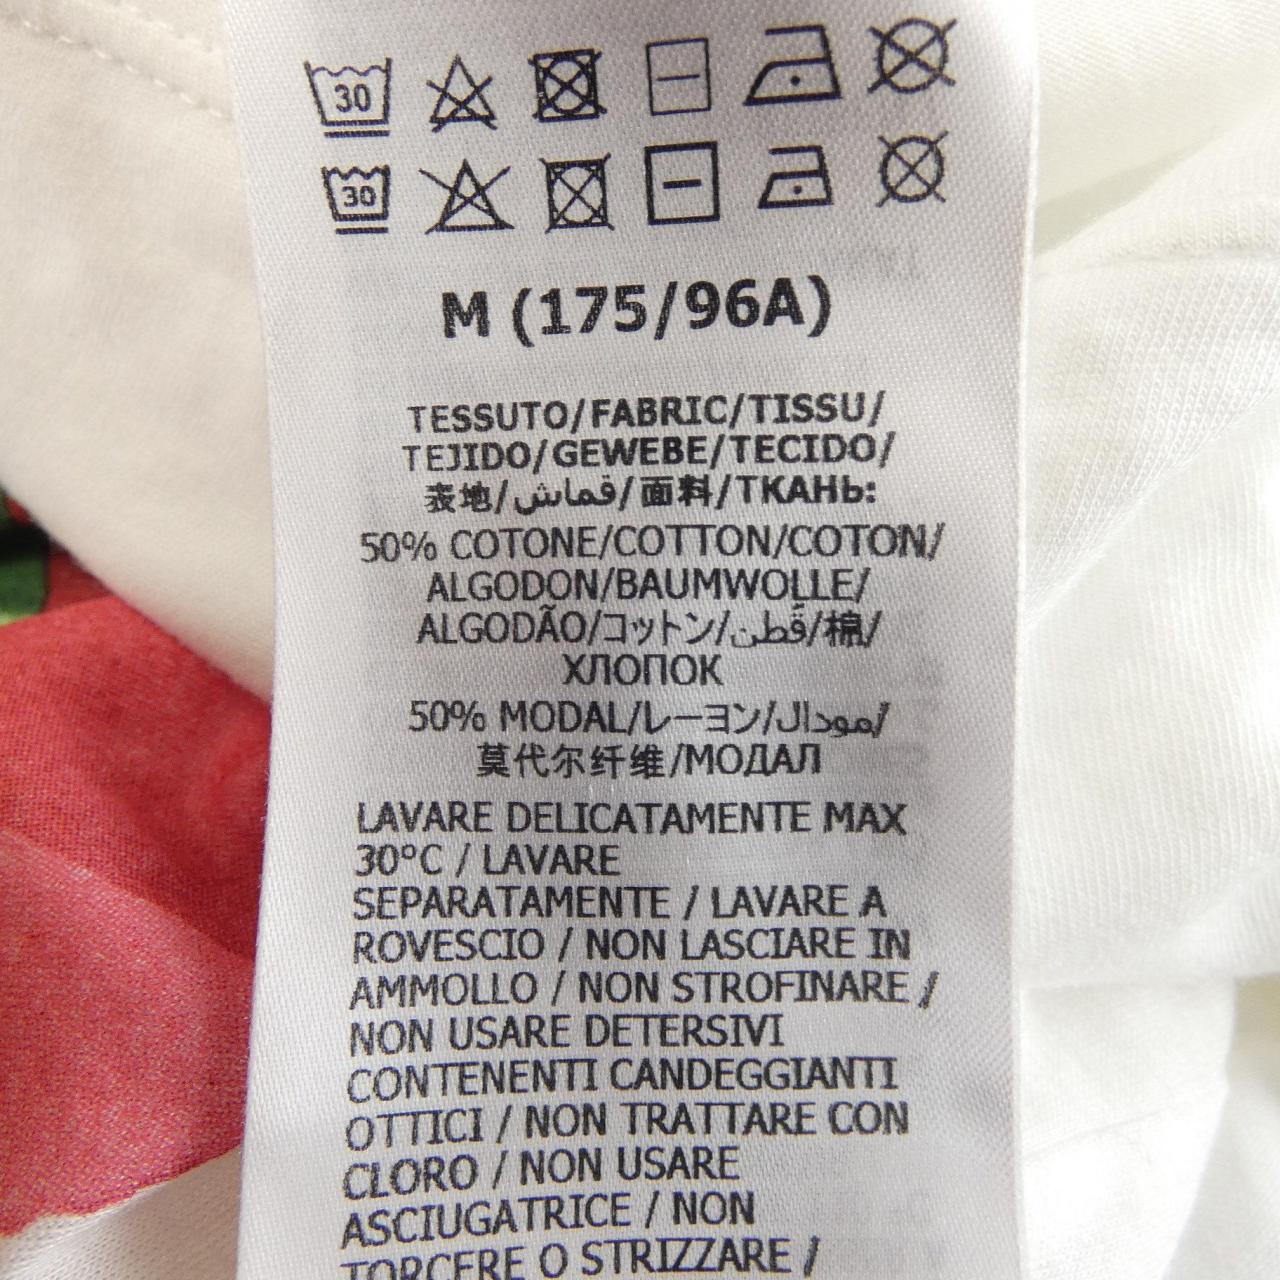 30
30
M (175/96A)
TESSUTO/FABRIC/TISSU/
TEJIDO/GEWEBE/TECIDO/
表地/قماش/面料/ТКАНЬ:
50% COTONE/COTTON/COTON/
ALGODON/BAUMWOLLE/
ALGODÃO/コットン/قُطن/棉/
ХЛОПОК
50% MODAL/レーヨン/مودال/
莫代尔纤维/МОДАЛ
LAVARE DELICATAMENTE MAX
30°C / LAVARE
SEPARATAMENTE / LAVARE A
ROVESCIO / NON LASCIARE IN
AMMOLLO / NON STROFINARE /
NON USARE DETERSIVI
CONTENENTI CANDEGGIANTI
OTTICI / NON TRATTARE CON
CLORO / NON USARE
ASCIUGATRICE / NON
TORCERE O STRIZZARE /